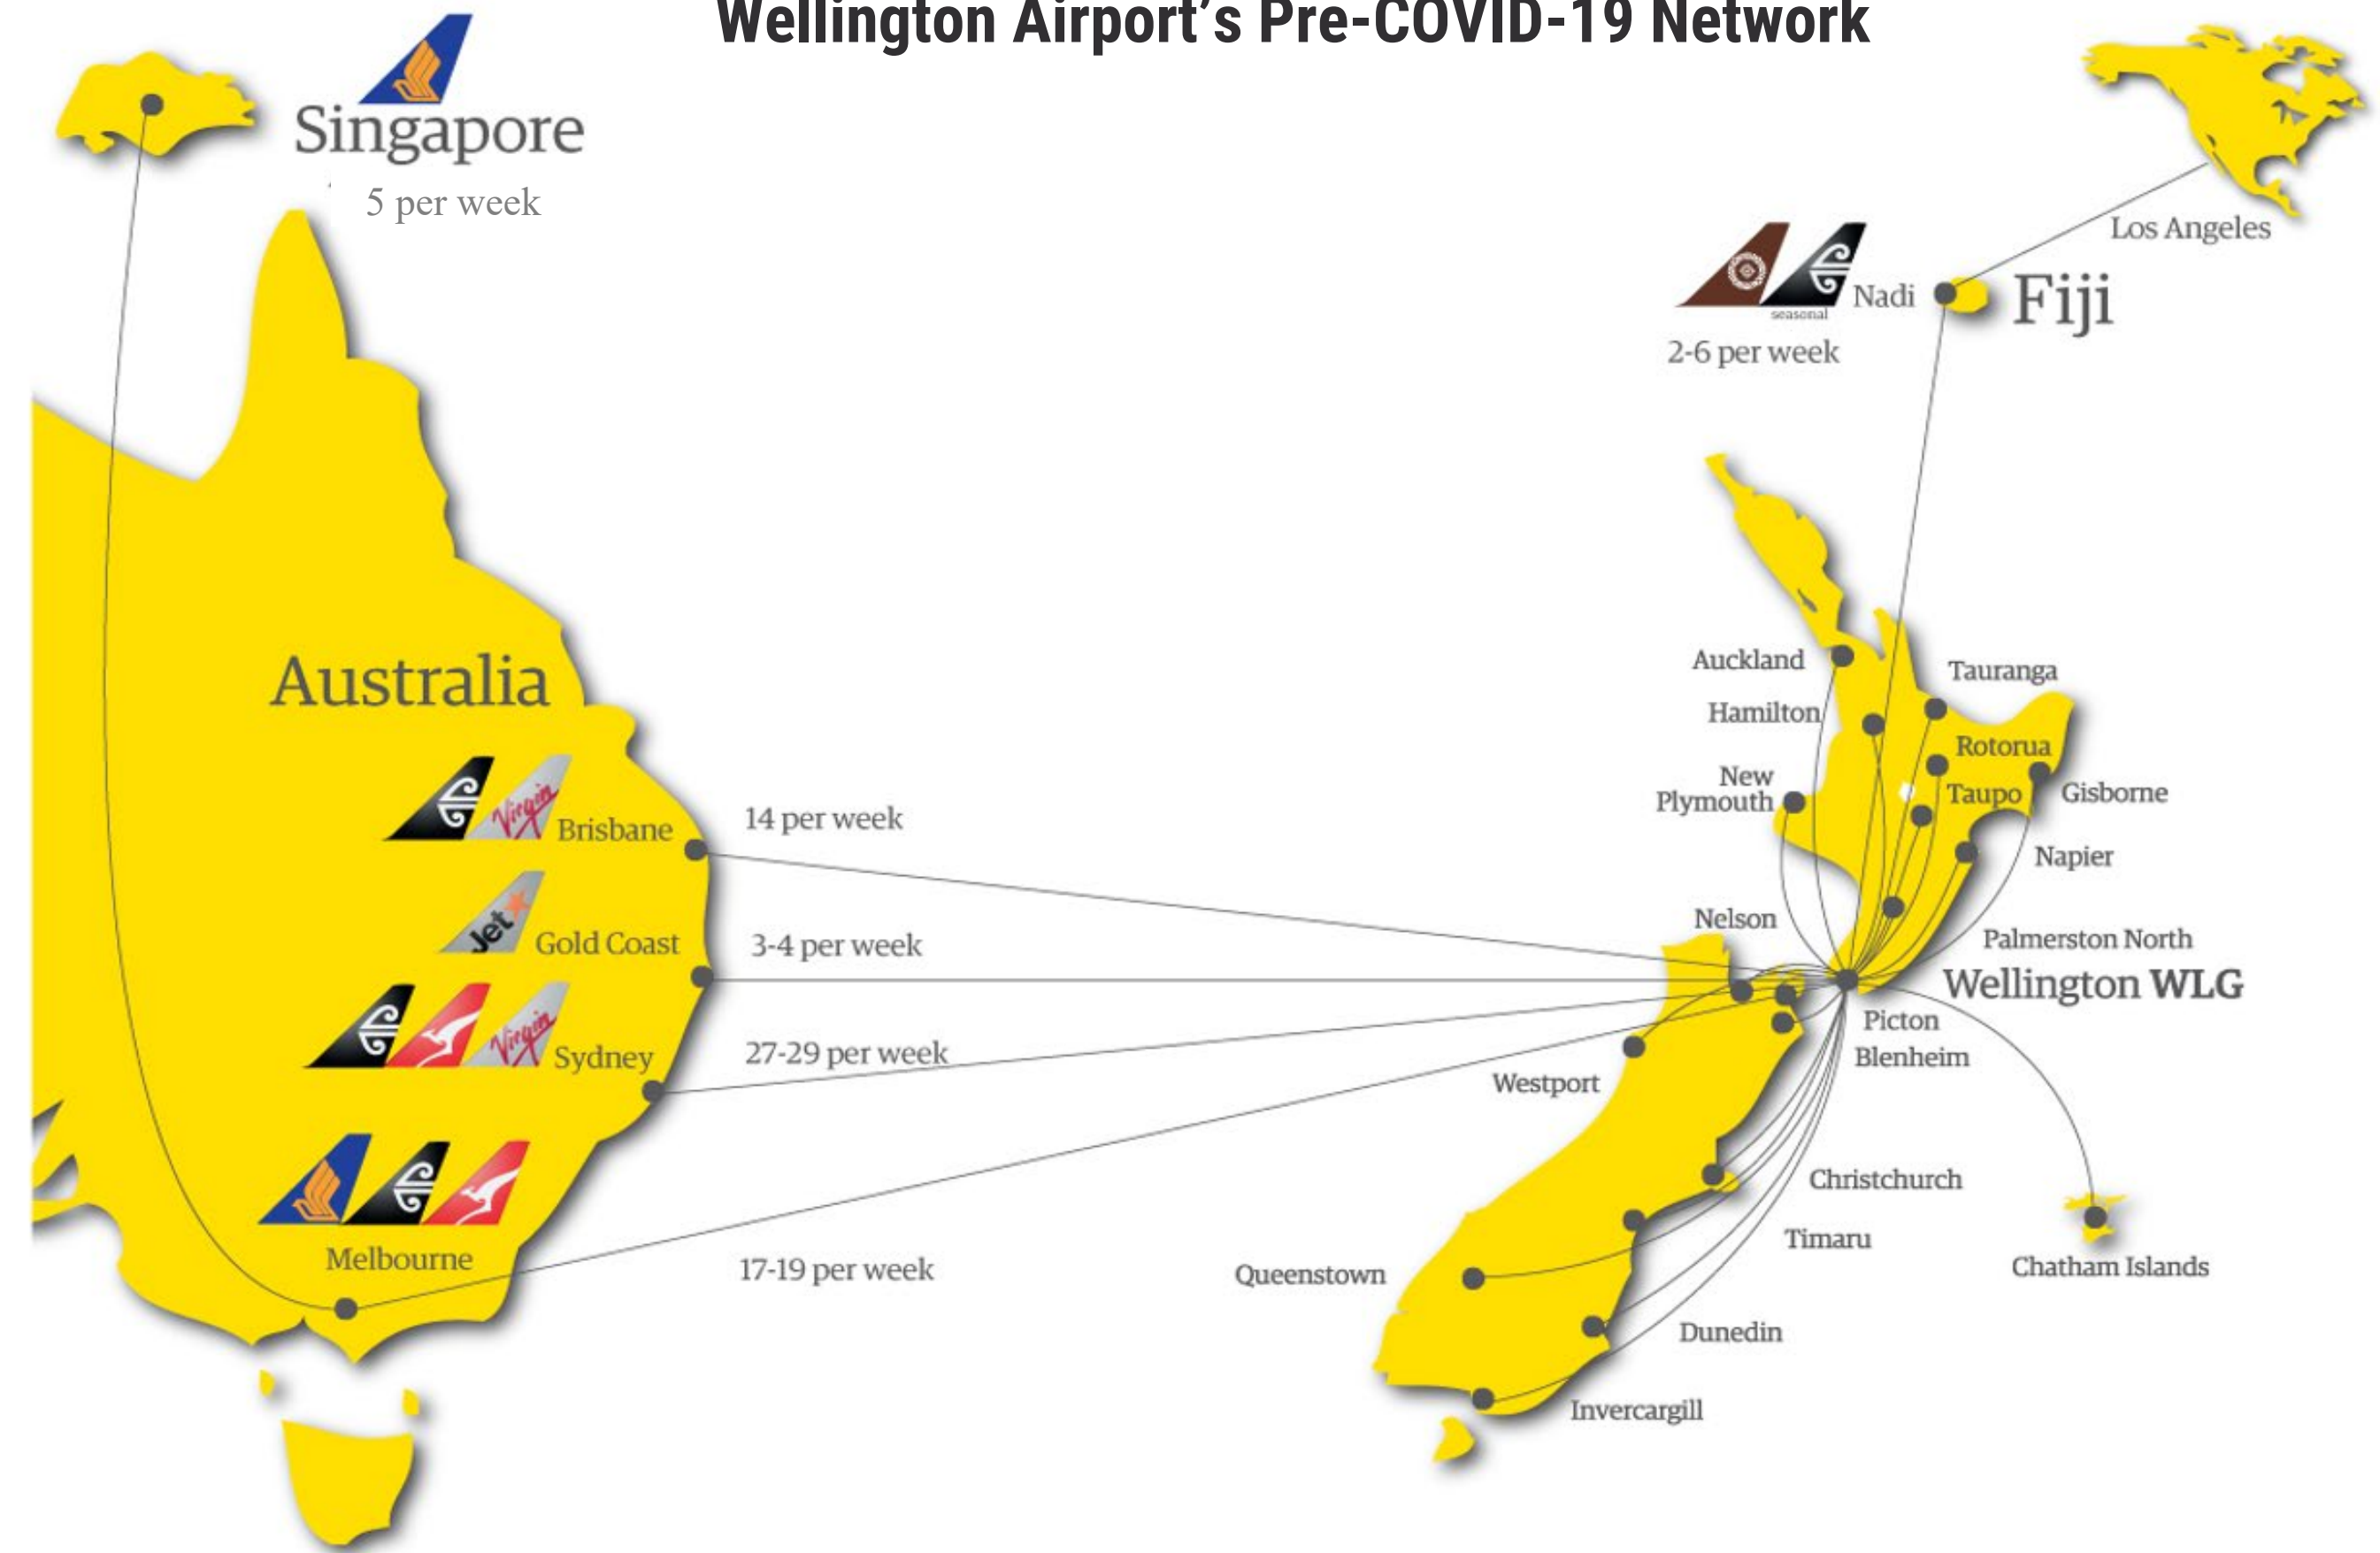 Wellington Airport's Pre-COVID-19 Network
Singapore
5 per week
Los Angeles
Nadi
Fiji
seasonal
2-6 per week
Australia
Auckland
Tauranga
Hamilton
Rotorua
New
Plymouth
Taupo
Gisborne
Virgin
Brisbane
14 per week
Napier
Jet
Gold Coast
3-4 per week
Nelson
Palmerston North
Wellington WLG
Virgin
Sydney
27-29 per week
Picton
Blenheim
Westport
Melbourne
17-19 per week
Christchurch
Timaru
Queenstown
Chatham Islands
Dunedin
Invercargill